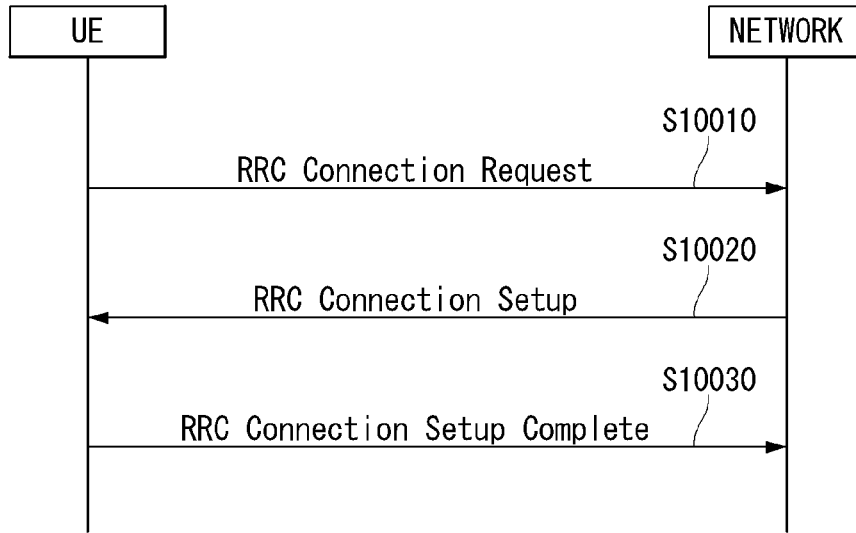 UE
NETWORK
S10010
RRC Connection Request
S10020
RRC Connection Setup
S10030
RRC Connection Setup Complete